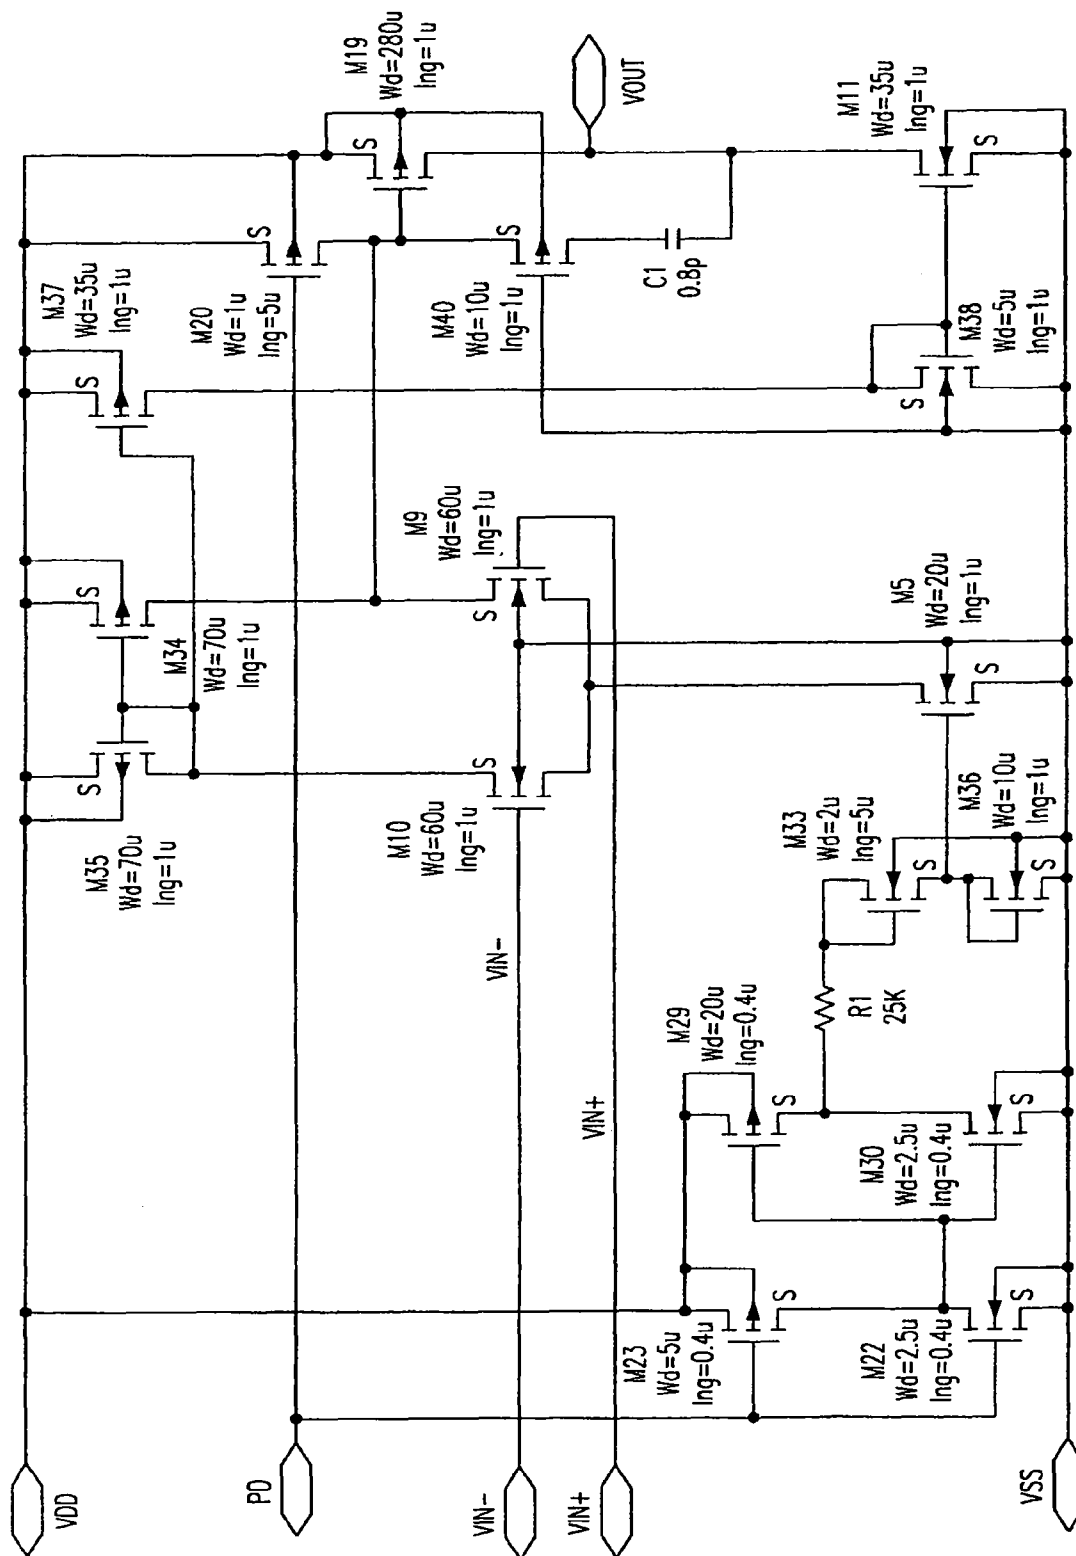 VDD
PD
VIN-
VIN+
VSS
M23
Wd=5u
lng=0.4u
M22
Wd=2.5u
lng=0.4u
S
S
M29
Wd=20u
lng=0.4u
M30
Wd=2.5u
lng=0.4u
S
S
R1
25K
VIN-
VIN+
M33
Wd=2u
lng=5u
S
M36
Wd=10u
lng=1u
S
M35
Wd=70u
lng=1u
S
M10
Wd=60u
lng=1u
S
M34
Wd=70u
lng=1u
S
M9
Wd=60u
lng=1u
S
M5
Wd=20u
lng=1u
S
M37
Wd=35u
lng=1u
S
M20
Wd=1u
lng=5u
S
M40
Wd=10u
lng=1u
S
C1
0.8p
M38
Wd=5u
lng=1u
S
M19
Wd=280u
lng=1u
S
VOUT
M11
Wd=35u
lng=1u
S